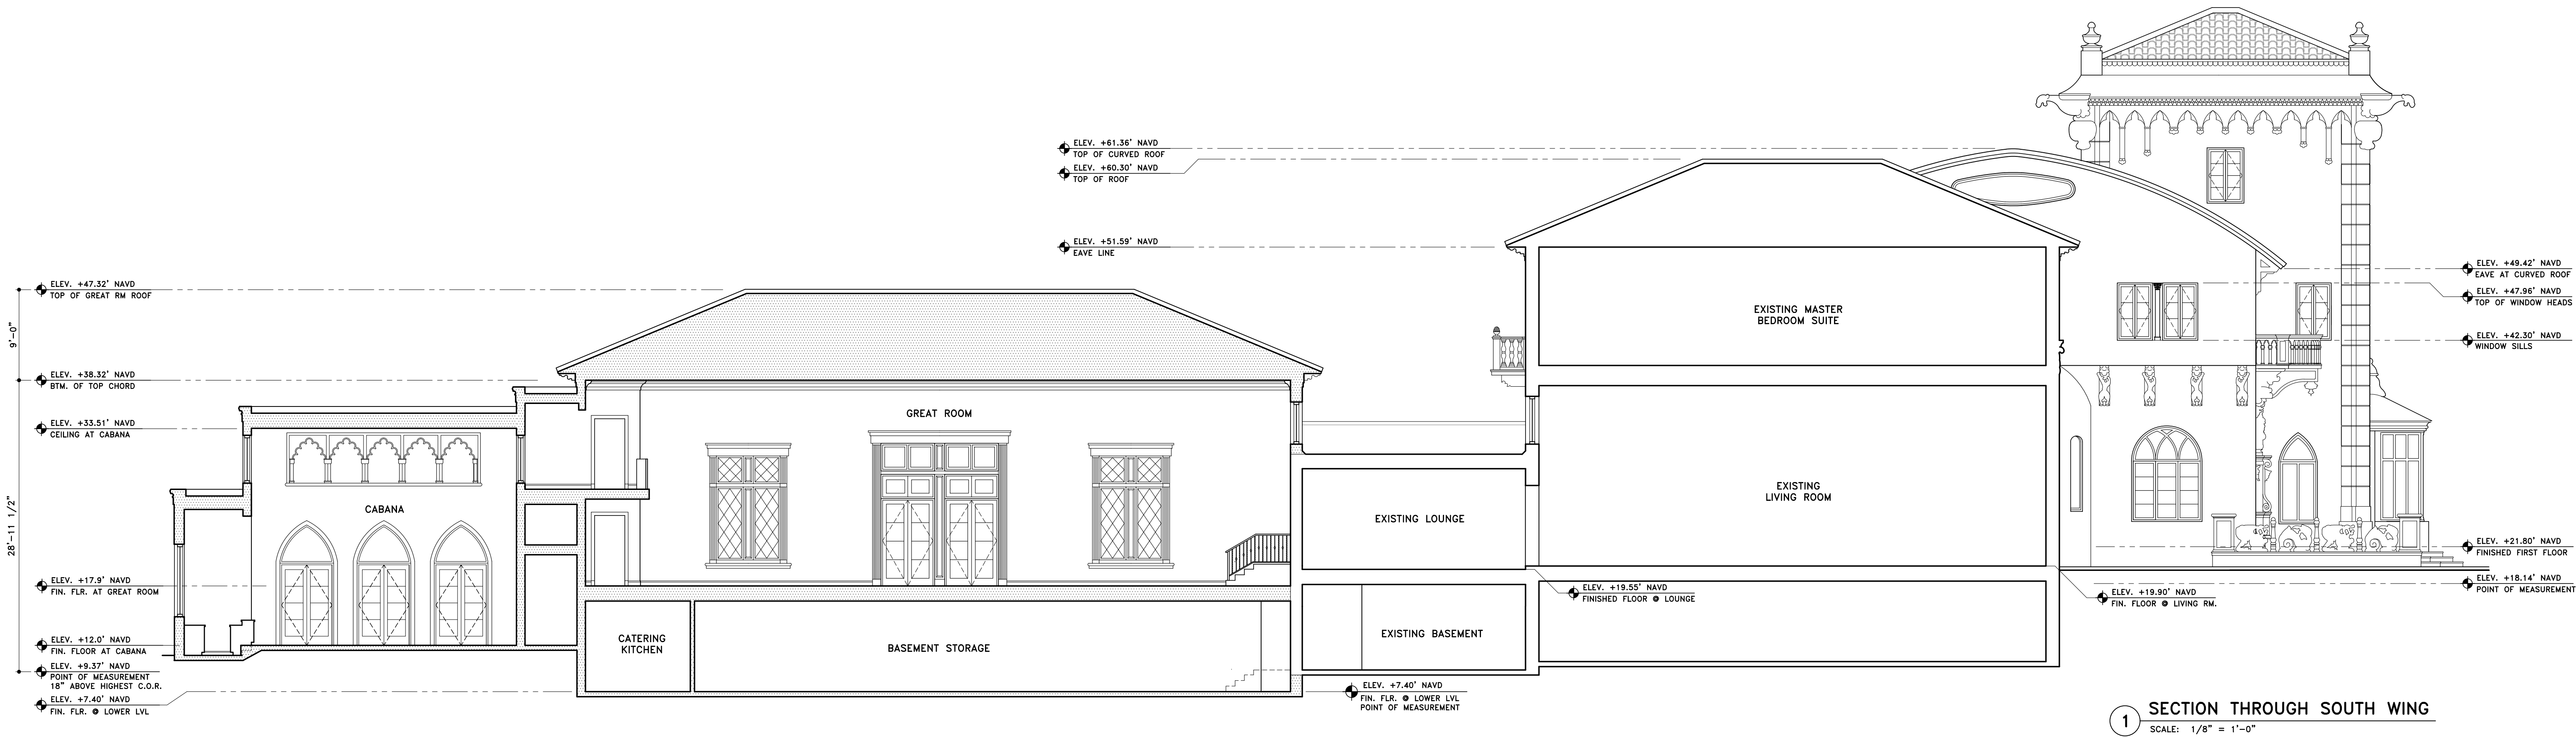 ELEV. +61.36' NAVD
TOP OF CURVED ROOF
ELEV. +60.30' NAVD
TOP OF ROOF
ELEV. +51.59' NAVD
EAVE LINE
ELEV. +47.32' NAVD
TOP OF GREAT RM ROOF
9'-0"
ELEV. +38.32' NAVD
BTM. OF TOP CHORD
ELEV. +33.51' NAVD
CEILING AT CABANA
28'-11 1/2"
ELEV. +17.9' NAVD
FIN. FLR. AT GREAT ROOM
ELEV. +12.0' NAVD
FIN. FLOOR AT CABANA
ELEV. +9.37' NAVD
POINT OF MEASUREMENT
18" ABOVE HIGHEST C.O.R.
ELEV. +7.40' NAVD
FIN. FLR. @ LOWER LVL
CABANA
GREAT ROOM
CATERING
KITCHEN
BASEMENT STORAGE
EXISTING LOUNGE
EXISTING BASEMENT
ELEV. +7.40' NAVD
FIN. FLR. @ LOWER LVL
POINT OF MEASUREMENT
EXISTING MASTER
BEDROOM SUITE
EXISTING
LIVING ROOM
ELEV. +19.55' NAVD
FINISHED FLOOR @ LOUNGE
ELEV. +19.90' NAVD
FIN. FLOOR @ LIVING RM.
ELEV. +49.42' NAVD
EAVE AT CURVED ROOF
ELEV. +47.96' NAVD
TOP OF WINDOW HEADS
ELEV. +42.30' NAVD
WINDOW SILLS
ELEV. +21.80' NAVD
FINISHED FIRST FLOOR
ELEV. +18.14' NAVD
POINT OF MEASUREMENT
1
SECTION THROUGH SOUTH WING
SCALE: 1/8" = 1'-0"